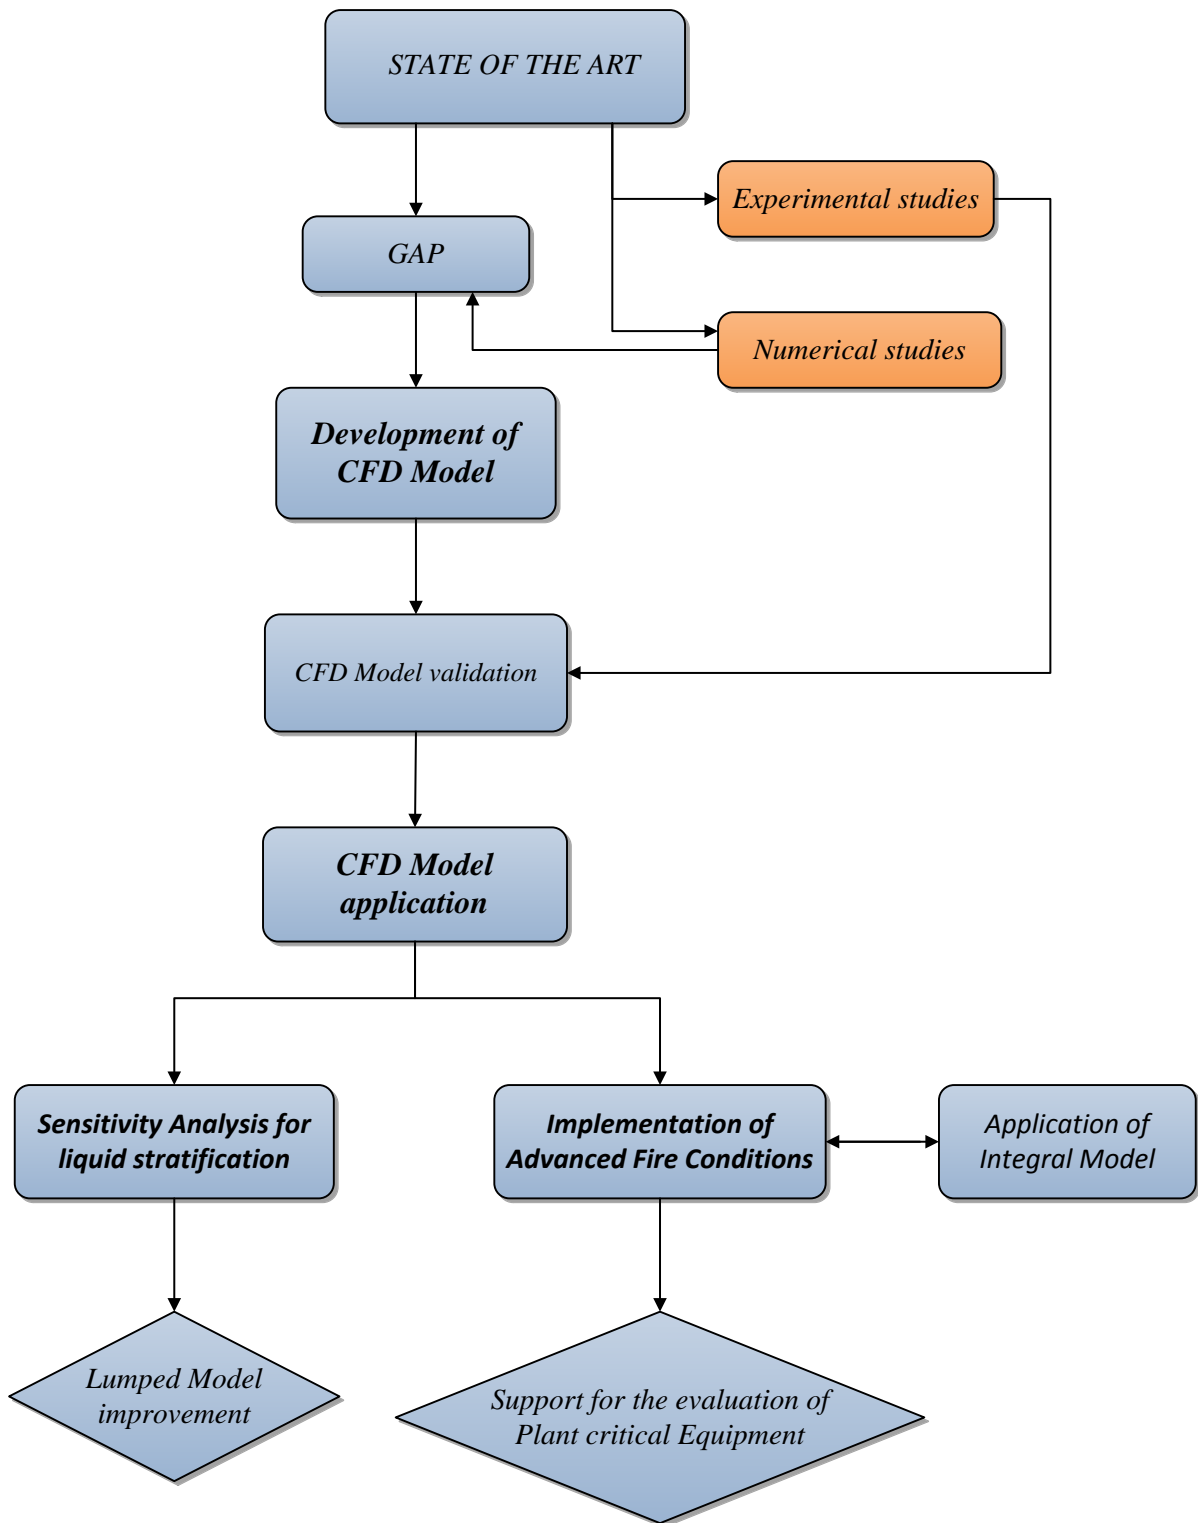 STATE OF THE ART
Experimental studies
GAP
Numerical studies
Development of
CFD Model
CFD Model validation
CFD Model
application
Sensitivity Analysis for
liquid stratification
Implementation of
Advanced Fire Conditions
Application of
Integral Model
Lumped Model
improvement
Support for the evaluation of
Plant critical Equipment